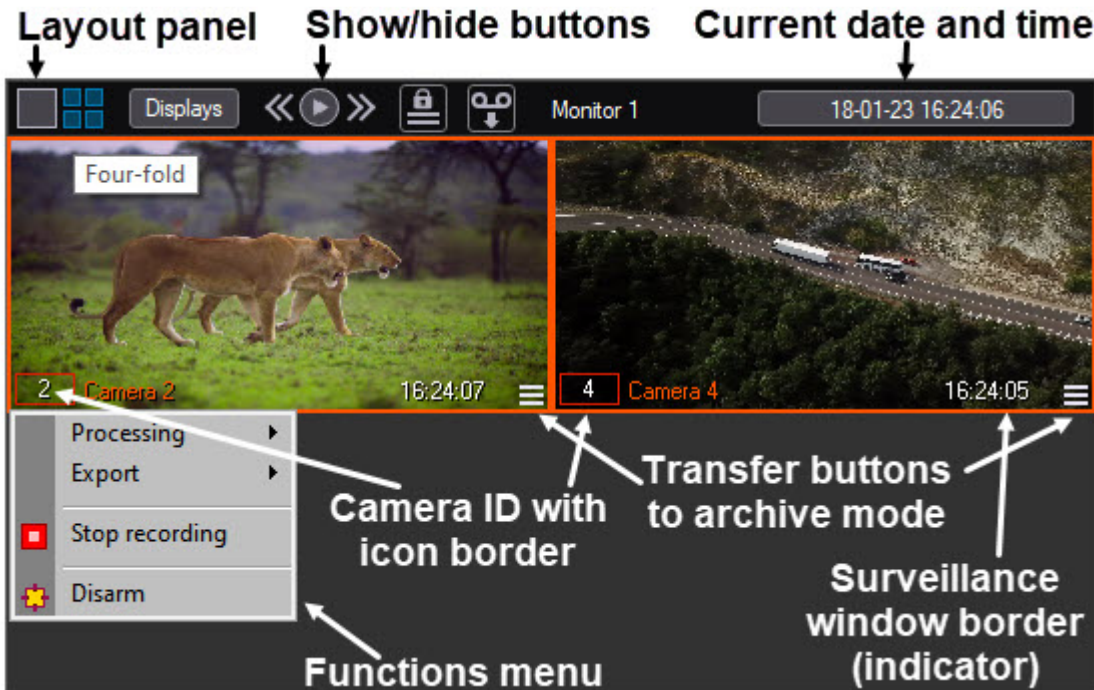 Layout panel
Show/hide buttons
Current date and time
Displays
Monitor 1
18-01-23 16:24:06
Four-fold
2 Camera 2 16:24:07
4 Camera 4 16:24:05
Processing
Export
Stop recording
Disarm
Camera ID with
icon border
Transfer buttons
to archive mode
Surveillance
window border
(indicator)
Functions menu